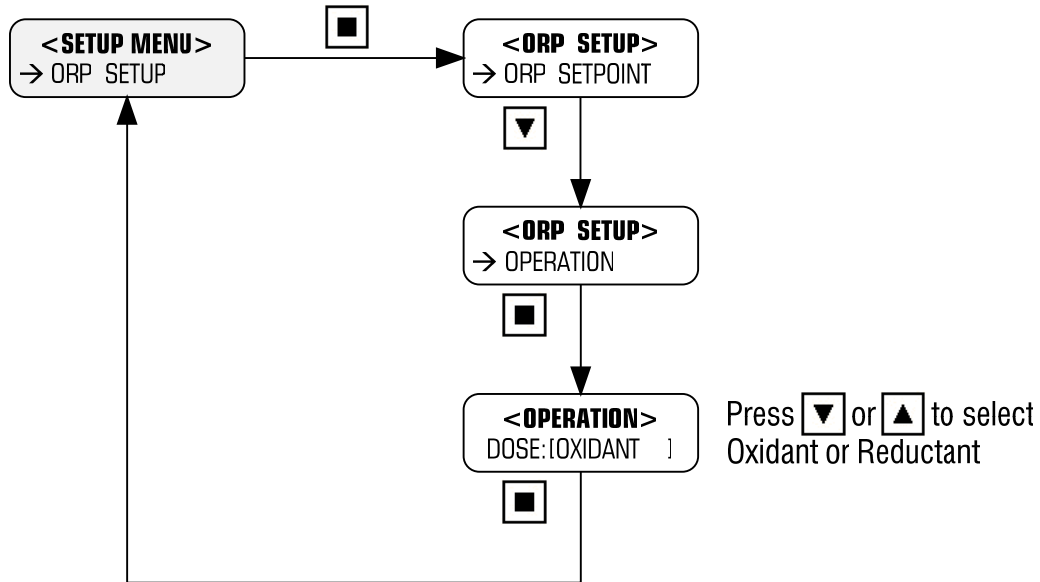 <SETUP MENU>
→ ORP SETUP
<ORP SETUP>
→ ORP SETPOINT
<ORP SETUP>
→ OPERATION
<OPERATION>
DOSE:[OXIDANT ]
Press ▼ or ▲ to select
Oxidant or Reductant